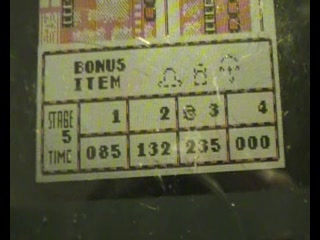 BONUS
ITEM
STAGE 1 2 3 4
5
TIME 085 132 235 000